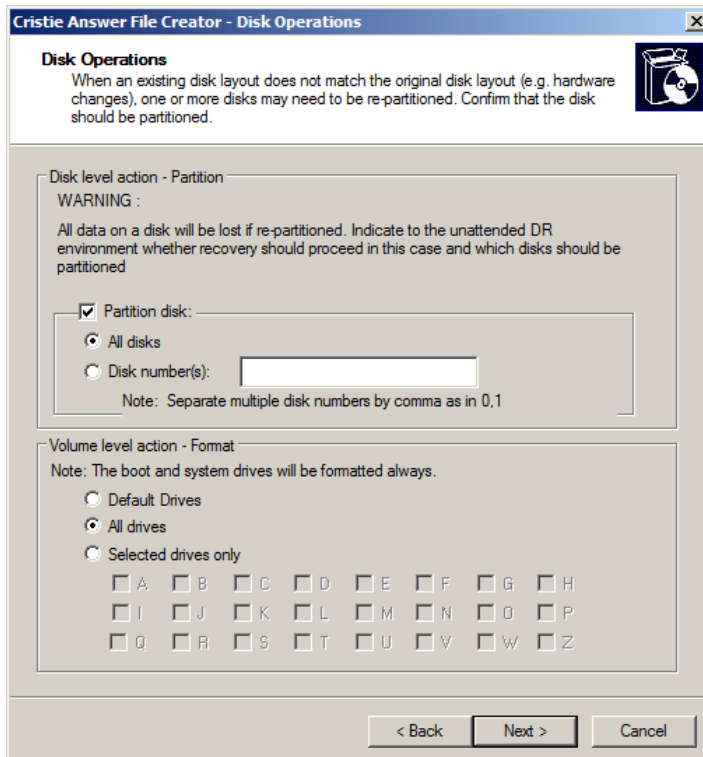 Cristie Answer File Creator - Disk Operations
Disk Operations
When an existing disk layout does not match the original disk layout (e.g. hardware
changes), one or more disks may need to be re-partitioned. Confirm that the disk
should be partitioned.
Disk level action - Partition
WARNING :
All data on a disk will be lost if re-partitioned. Indicate to the unattended DR
environment whether recovery should proceed in this case and which disks should be
partitioned
Partition disk:
All disks
Disk number(s):
Note: Separate multiple disk numbers by comma as in 0,1
Volume level action - Format
Note: The boot and system drives will be formatted always.
Default Drives
All drives
Selected drives only
A B C D E F G H
I J K L M N O P
Q R S T U V W Z
< Back Next > Cancel